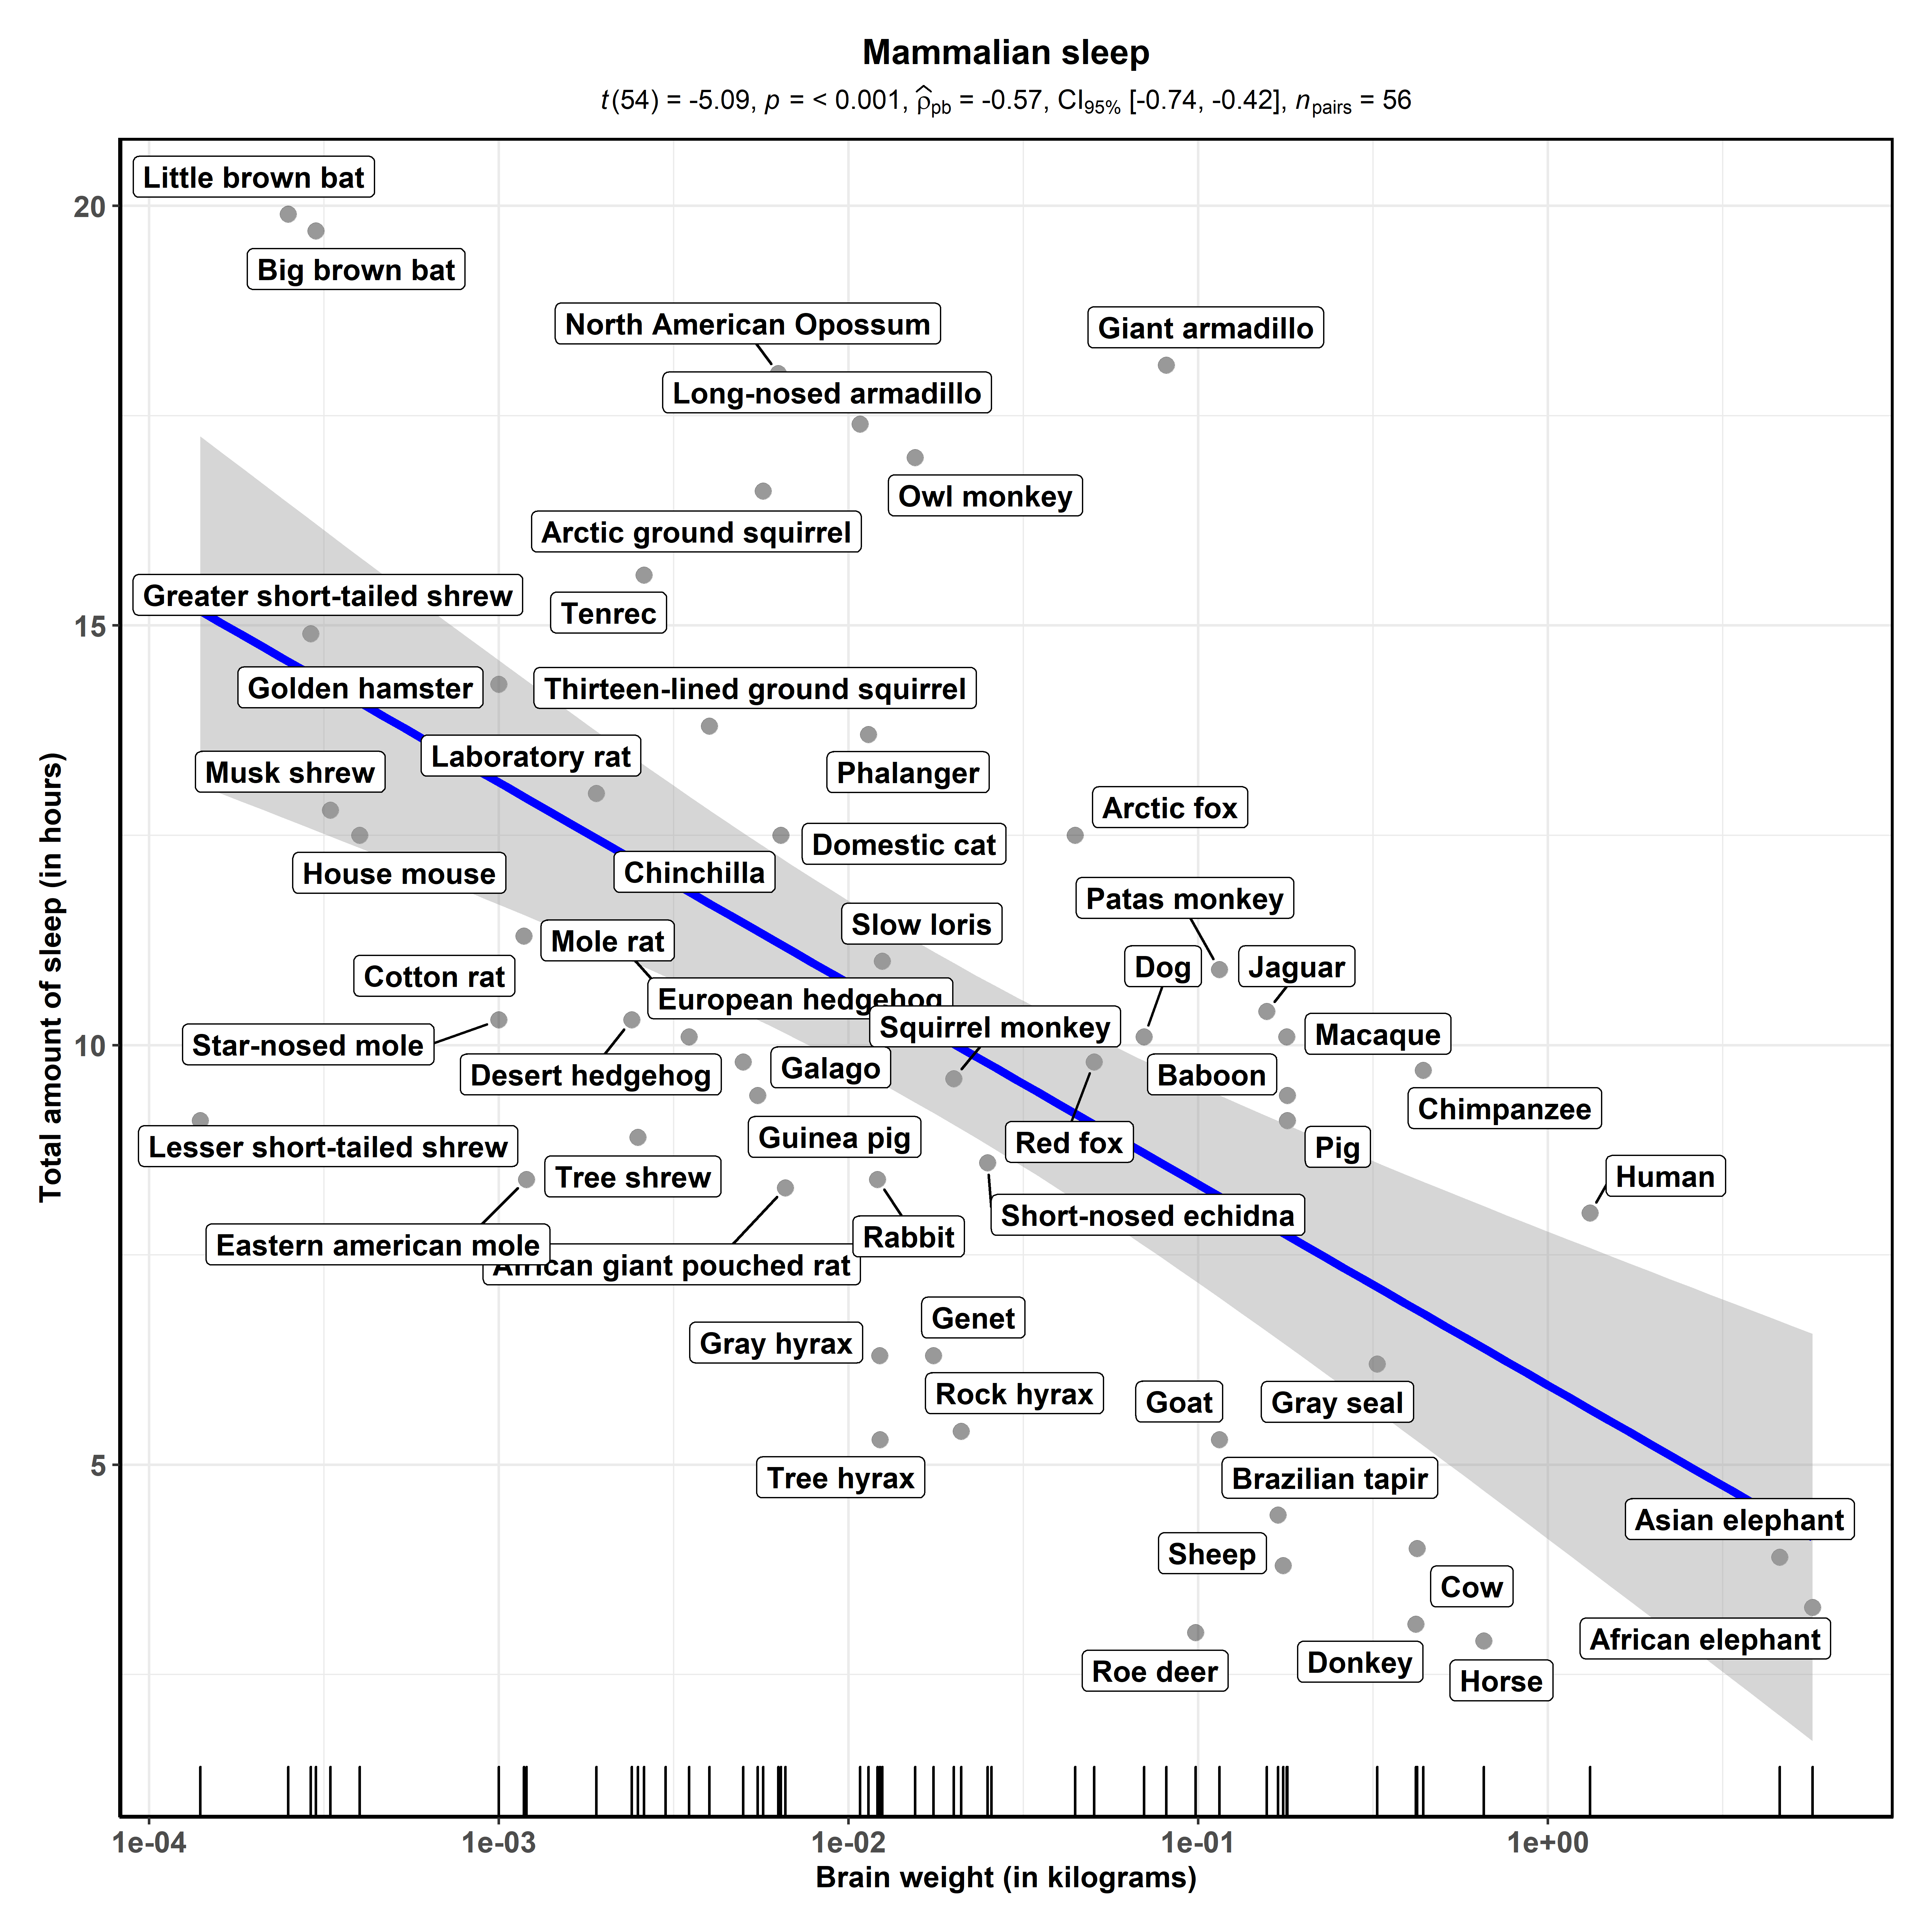 Mammalian sleep
t(54) = -5.09, p = < 0.001, ρ̂pb = -0.57, CI95% [-0.74, -0.42], npairs = 56
Little brown bat
20
Big brown bat
North American Opossum
Giant armadillo
Long-nosed armadillo
Owl monkey
Arctic ground squirrel
Greater short-tailed shrew
Tenrec
15
Golden hamster
Thirteen-lined ground squirrel
Laboratory rat
Musk shrew
Phalanger
Arctic fox
Domestic cat
House mouse
Chinchilla
Patas monkey
Slow loris
Mole rat
Cotton rat
Dog
Jaguar
European hedgehog
Squirrel monkey
Macaque
Star-nosed mole
10
Desert hedgehog
Galago
Baboon
Chimpanzee
Guinea pig
Red fox
Lesser short-tailed shrew
Pig
Tree shrew
Human
Short-nosed echidna
Rabbit
Eastern american mole
African giant pouched rat
Genet
Gray hyrax
Rock hyrax
Goat
Gray seal
5
Tree hyrax
Brazilian tapir
Asian elephant
Sheep
Cow
African elephant
Donkey
Roe deer
Horse
Total amount of sleep (in hours)
1e-04
1e-03
1e-02
1e-01
1e+00
Brain weight (in kilograms)